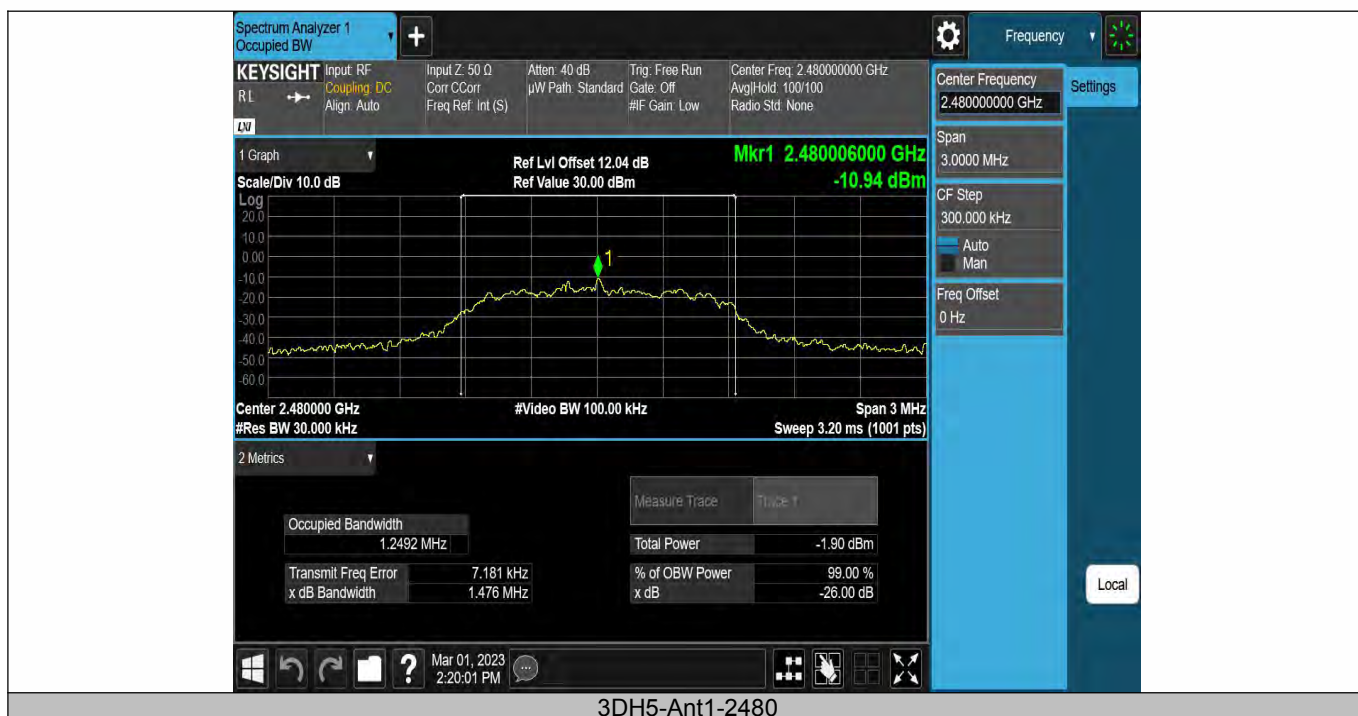 Spectrum Analyzer 1
Occupied BW
Frequency
KEYSIGHT
R L
LXI
Input: RF
Coupling: DC
Align: Auto
Input Z: 50 Ω
Corr CCorr
Freq Ref: Int (S)
Atten: 40 dB
µW Path: Standard
Trig: Free Run
Gate: Off
#IF Gain: Low
Center Freq: 2.480000000 GHz
Avg|Hold: 100/100
Radio Std: None
Center Frequency
2.480000000 GHz
Settings
Span
3.0000 MHz
CF Step
300.000 kHz
Auto
Man
Freq Offset
0 Hz
Local
1 Graph
Scale/Div 10.0 dB
Ref Lvl Offset 12.04 dB
Ref Value 30.00 dBm
Mkr1 2.480006000 GHz
-10.94 dBm
Log
20.0
10.0
0.00
-10.0
-20.0
-30.0
-40.0
-50.0
-60.0
1
Center 2.480000 GHz
#Res BW 30.000 kHz
#Video BW 100.00 kHz
Span 3 MHz
Sweep 3.20 ms (1001 pts)
2 Metrics
Measure Trace
Trace 1
Occupied Bandwidth
1.2492 MHz
Total Power
-1.90 dBm
Transmit Freq Error
7.181 kHz
% of OBW Power
99.00 %
x dB Bandwidth
1.476 MHz
x dB
-26.00 dB
?
Mar 01, 2023
2:20:01 PM
3DH5-Ant1-2480